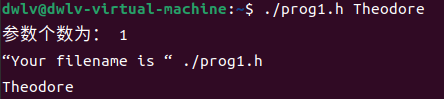 dwlv@dwlv-virtual-machine:~$ ./prog1.h Theodore
参数个数为： 1
“Your filename is “ ./prog1.h
Theodore